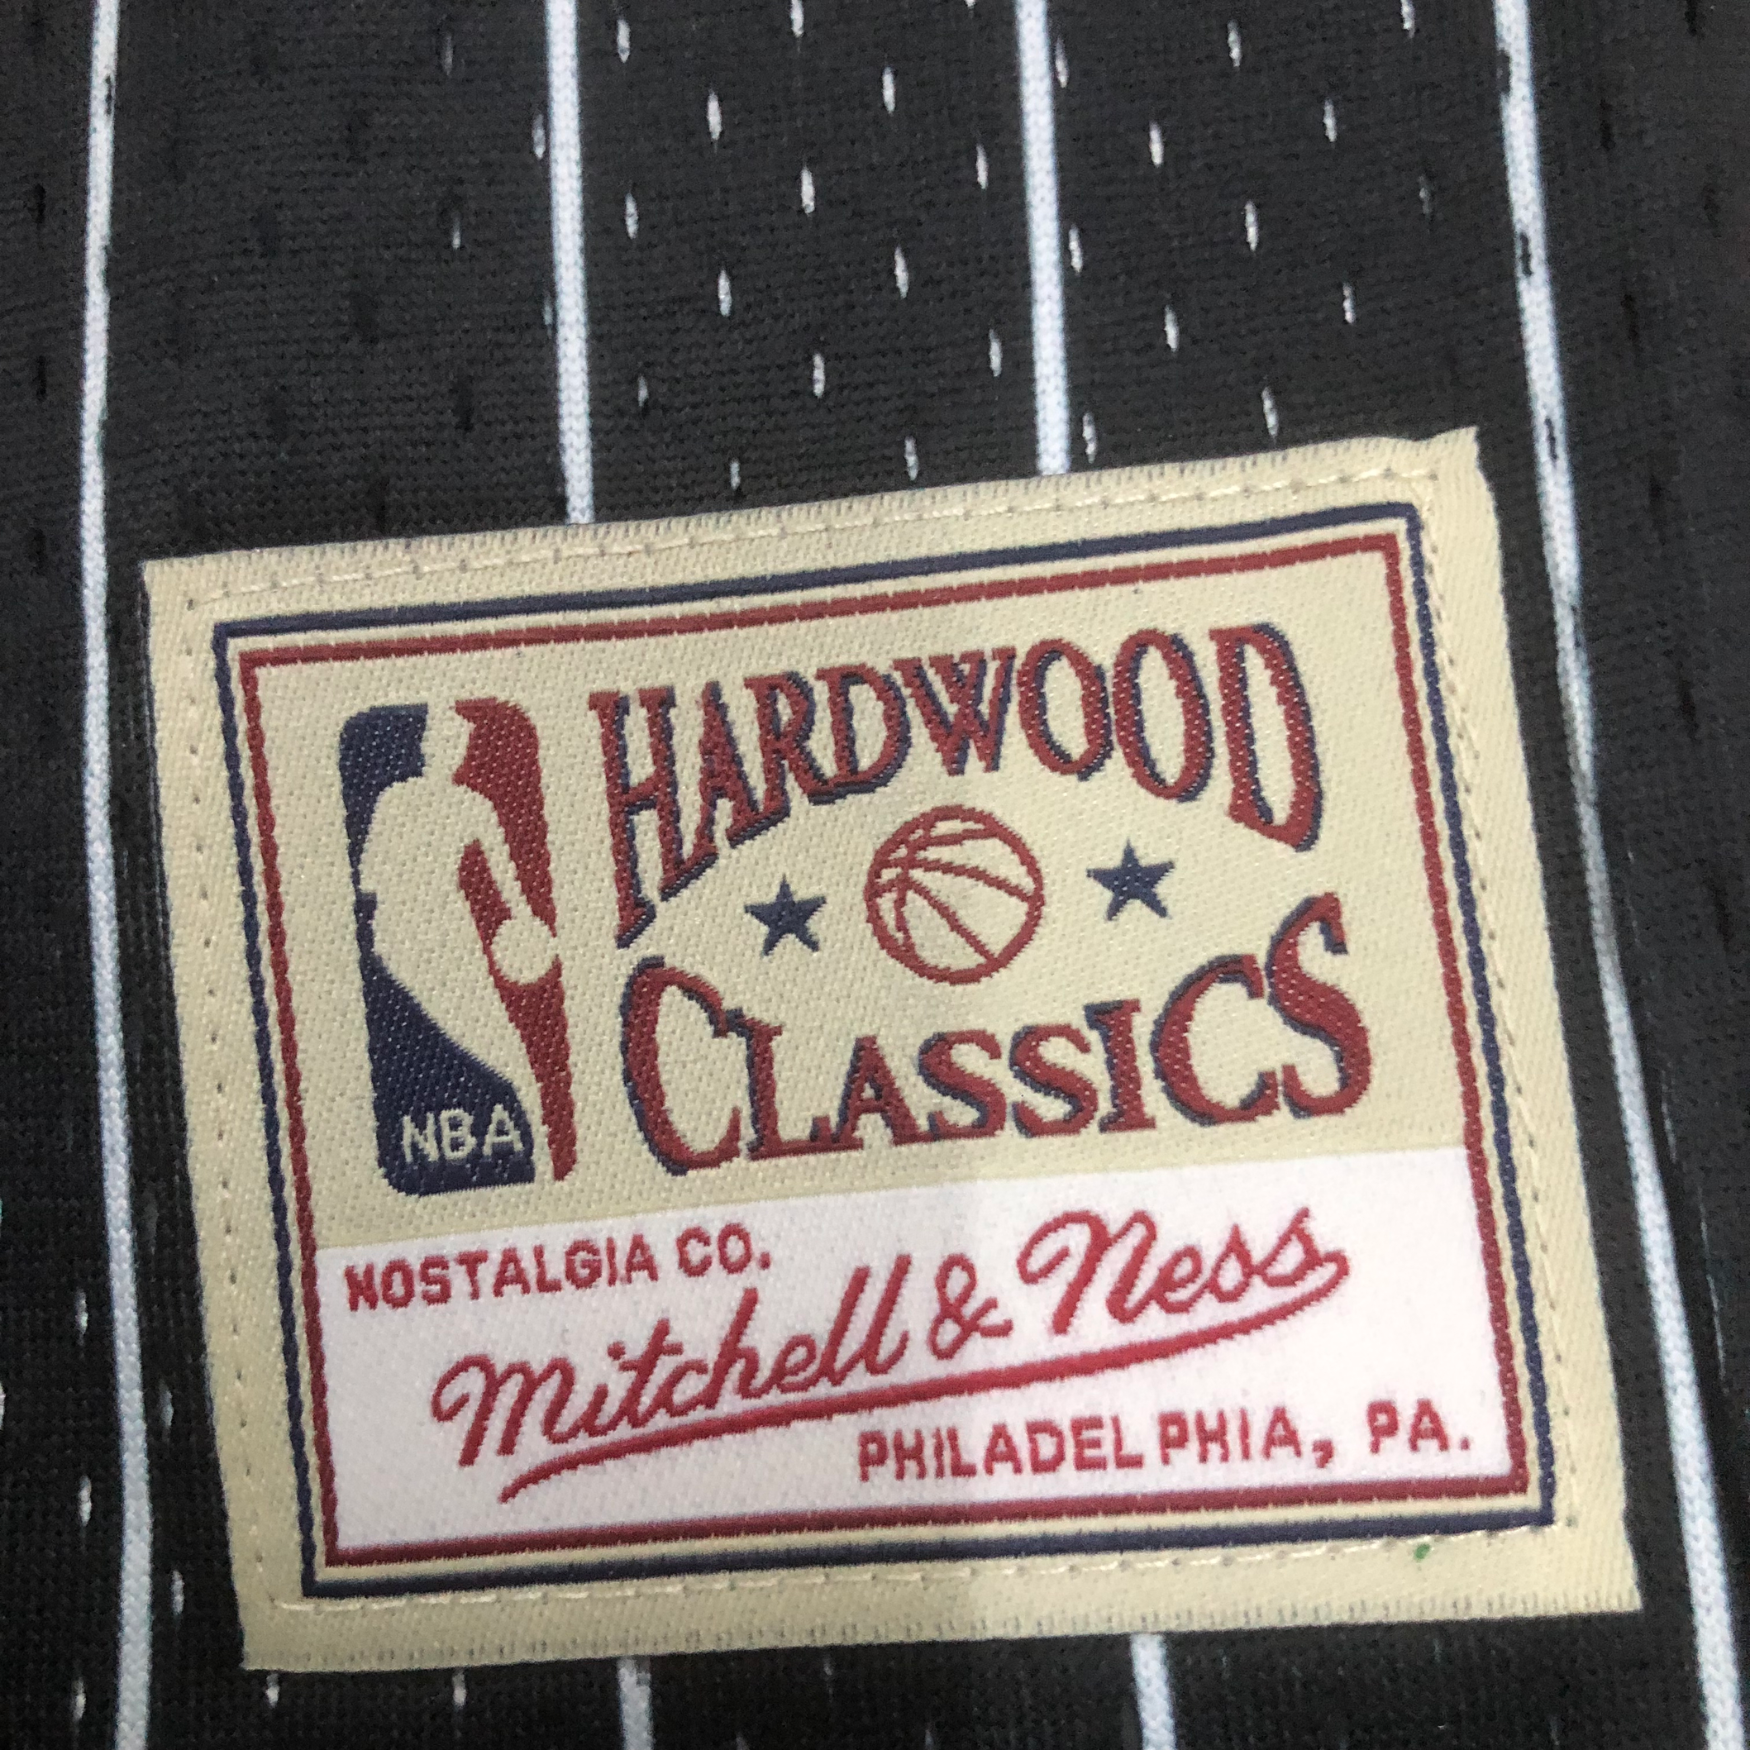 HARDWOOD
CLASSICS
NBA
NOSTALGIA CO.
Mitchell & Ness
PHILADELPHIA, PA.